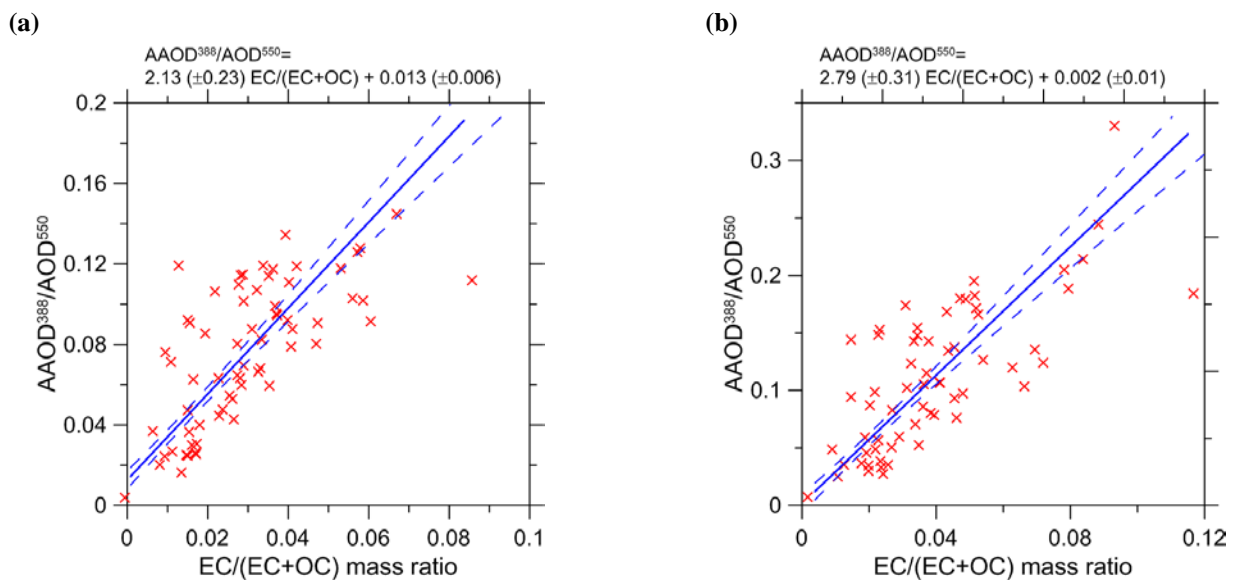 (a)
AAOD³⁸⁸/AOD⁵⁵⁰=
2.13 (±0.23) EC/(EC+OC) + 0.013 (±0.006)
0.2
0.16
0.12
0.08
0.04
0
AAOD³⁸⁸/AOD⁵⁵⁰
0 0.02 0.04 0.06 0.08 0.1
EC/(EC+OC) mass ratio
(b)
AAOD³⁸⁸/AOD⁵⁵⁰=
2.79 (±0.31) EC/(EC+OC) + 0.002 (±0.01)
0.3
0.2
0.1
0
AAOD³⁸⁸/AOD⁵⁵⁰
0 0.04 0.08 0.12
EC/(EC+OC) mass ratio